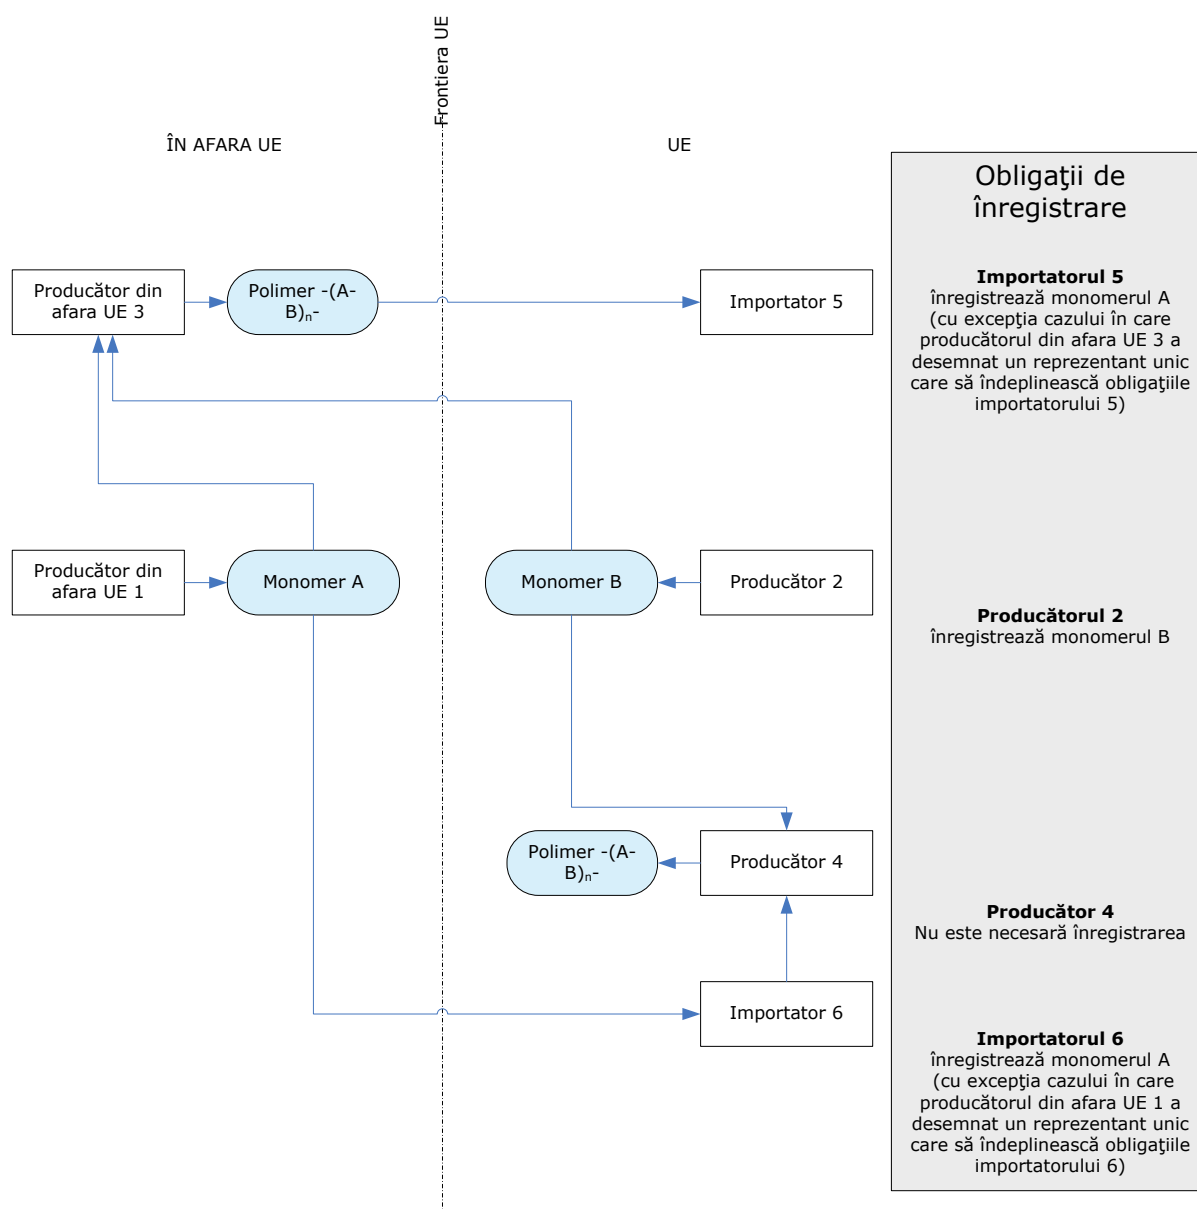 Frontiera UE
ÎN AFARA UE
UE
Obligaţii de
înregistrare
Producător din
afara UE 3
Polimer -(A-
B)n-
Importator 5
Importatorul 5
înregistrează monomerul A
(cu excepţia cazului în care
producătorul din afara UE 3 a
desemnat un reprezentant unic
care să îndeplinească obligaţiile
importatorului 5)
Producător din
afara UE 1
Monomer A
Monomer B
Producător 2
Producătorul 2
înregistrează monomerul B
Polimer -(A-
B)n-
Producător 4
Producător 4
Nu este necesară înregistrarea
Importator 6
Importatorul 6
înregistrează monomerul A
(cu excepţia cazului în care
producătorul din afara UE 1 a
desemnat un reprezentant unic
care să îndeplinească obligaţiile
importatorului 6)